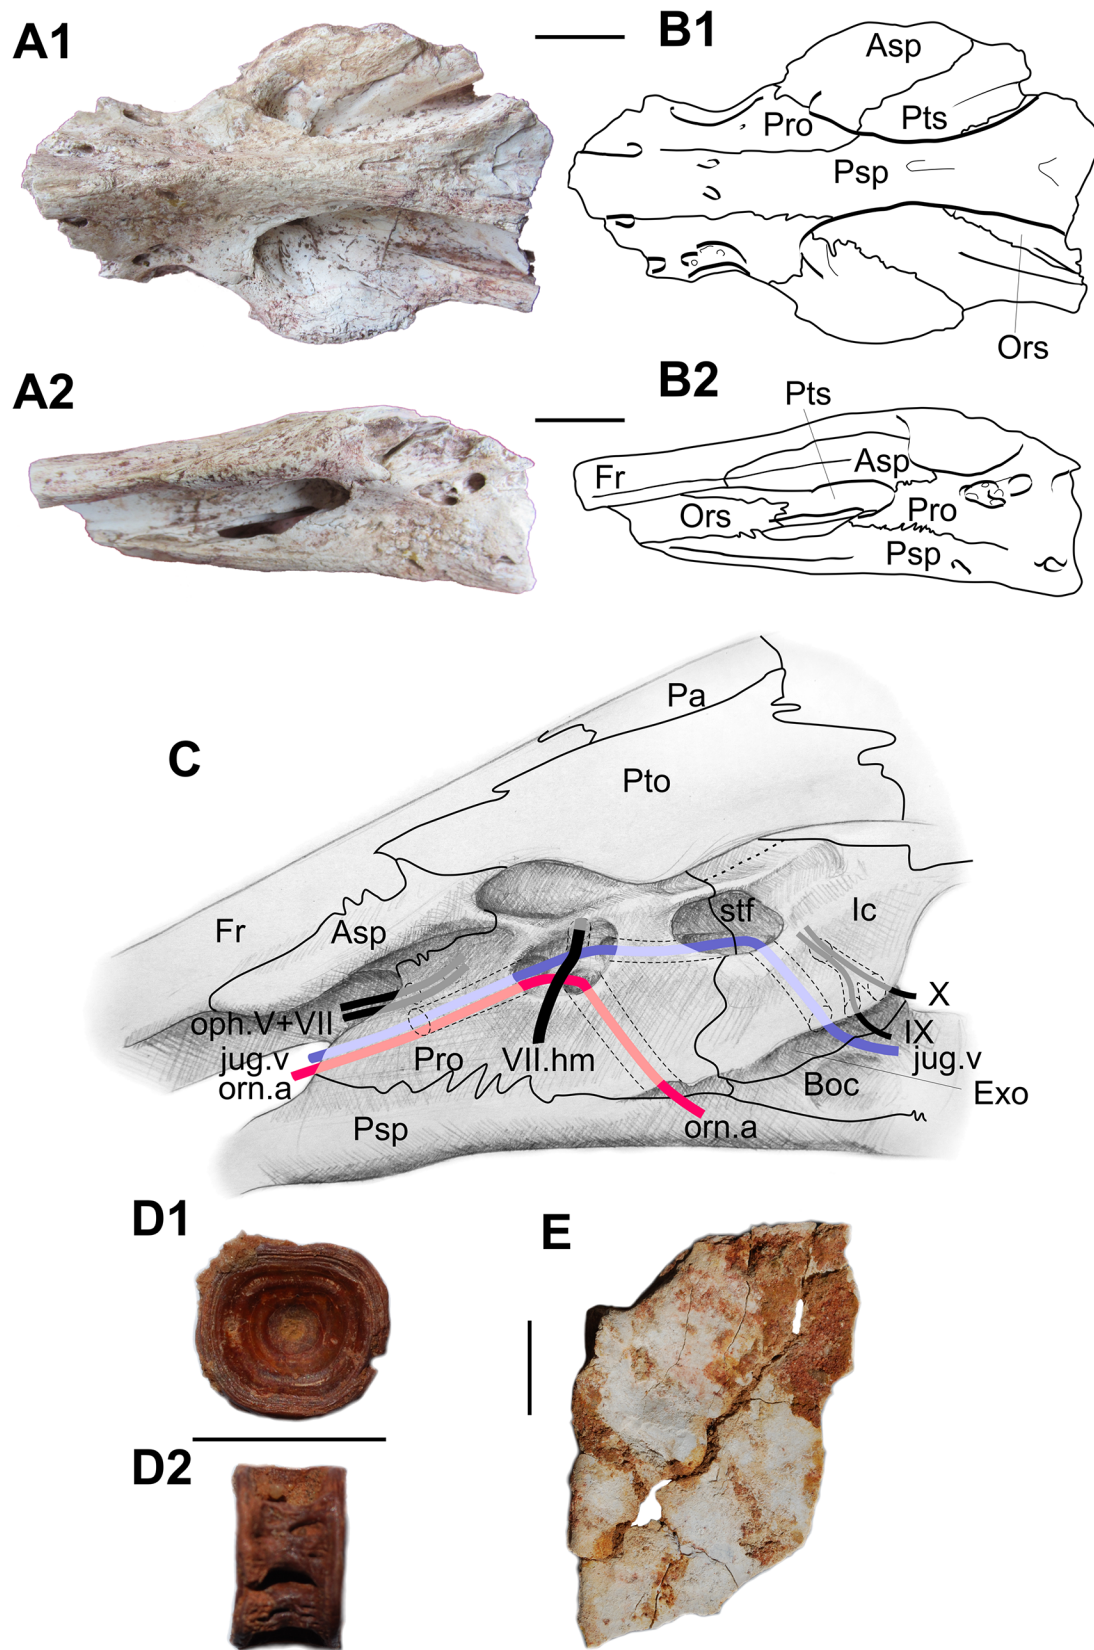 A1
B1
Asp
Pro
Pts
Psp
Ors
A2
B2
Pts
Fr
Asp
Ors
Pro
Psp
C
Pa
Pto
Fr
Asp
stf
Ic
oph.V+VII
X
jug.v
Pro
VII.hm
IX
jug.v
orn.a
Boc
Exo
Psp
orn.a
D1
E
D2